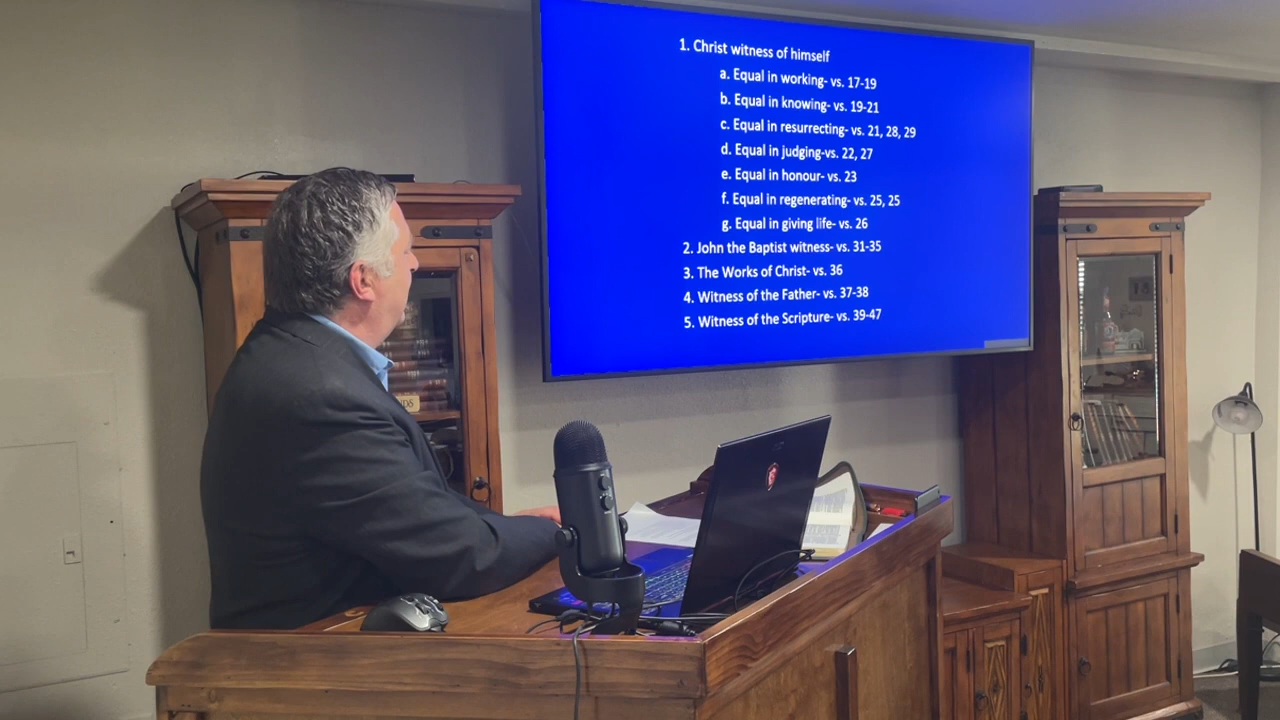 1. Christ witness of himself
a. Equal in working- vs. 17-19
b. Equal in knowing- vs. 19-21
c. Equal in resurrecting- vs. 21, 28, 29
d. Equal in judging-vs. 22, 27
e. Equal in honour- vs. 23
f. Equal in regenerating- vs. 25, 25
g. Equal in giving life- vs. 26
2. John the Baptist witness- vs. 31-35
3. The Works of Christ- vs. 36
4. Witness of the Father- vs. 37-38
5. Witness of the Scripture- vs. 39-47